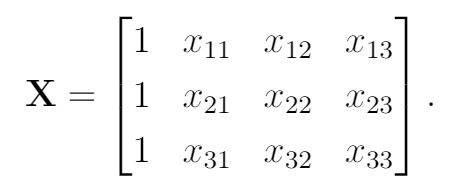 1 x₁₁ x₁₂ x₁₃
X = 1 x₂₁ x₂₂ x₂₃ .
1 x₃₁ x₃₂ x₃₃